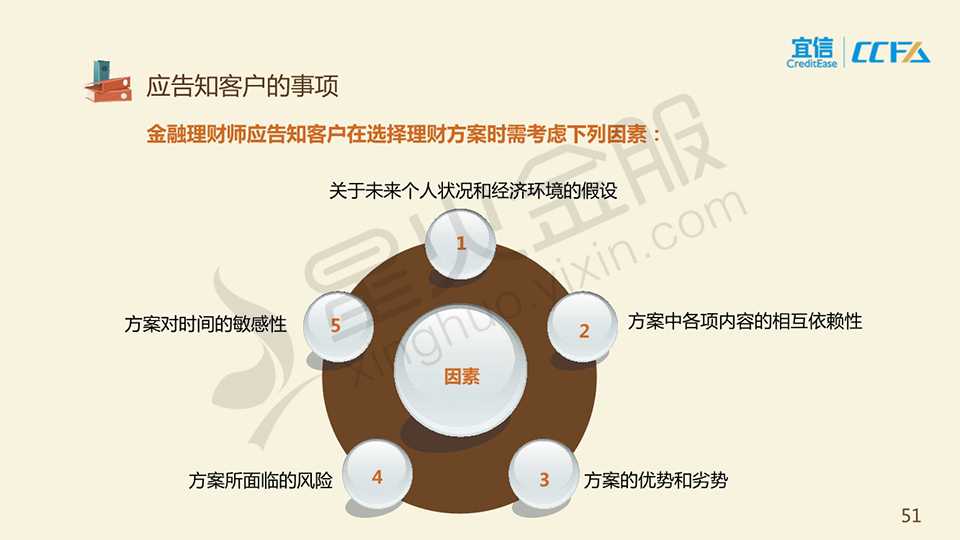 宜信
CreditEase
CCFA
应告知客户的事项
金融理财师应告知客户在选择理财方案时需考虑下列因素：
关于未来个人状况和经济环境的假设
1
方案对时间的敏感性
5
2
方案中各项内容的相互依赖性
因素
方案所面临的风险
4
3
方案的优势和劣势
星火金服
xinghuo.yixin.com
51